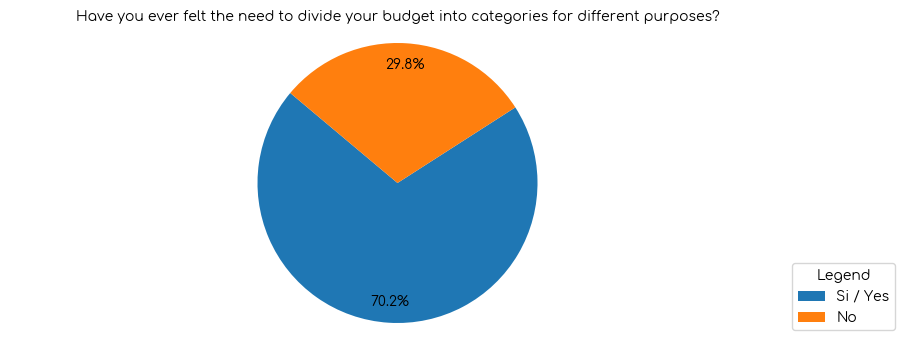 Have you ever felt the need to divide your budget into categories for different purposes?
29.8%
70.2%
Legend
Si / Yes
No